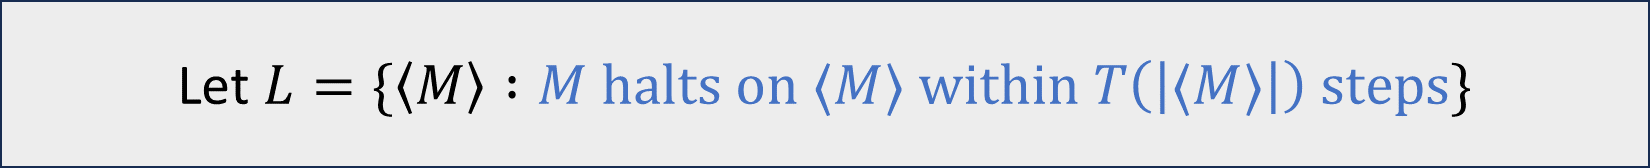 Let 𝐿 = {⟨𝑀⟩ : 𝑀 halts on ⟨𝑀⟩ within 𝑇(|⟨𝑀⟩|) steps}